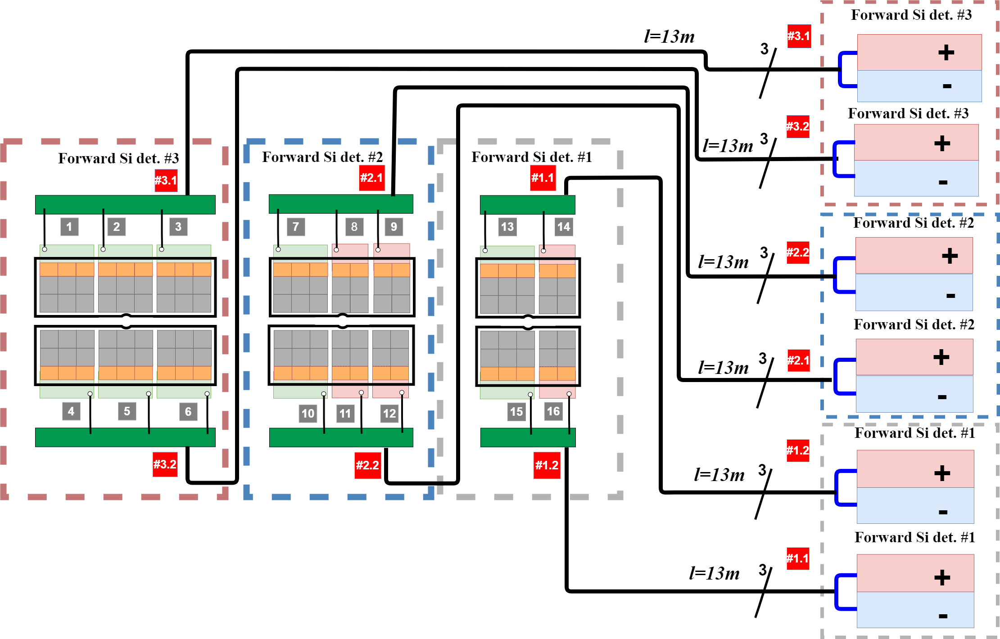 Forward Si det. #3
l=13m
3
#3.1
+
-
Forward Si det. #3
l=13m
3
#3.2
+
-
Forward Si det. #2
l=13m
3
#2.2
+
-
Forward Si det. #2
l=13m
3
#2.1
+
-
Forward Si det. #1
l=13m
3
#1.2
+
-
Forward Si det. #1
l=13m
3
#1.1
+
-
Forward Si det. #3
#3.1
1 2 3
4 5 6
#3.2
Forward Si det. #2
#2.1
7 8 9
10 11 12
#2.2
Forward Si det. #1
#1.1
13 14
15 16
#1.2